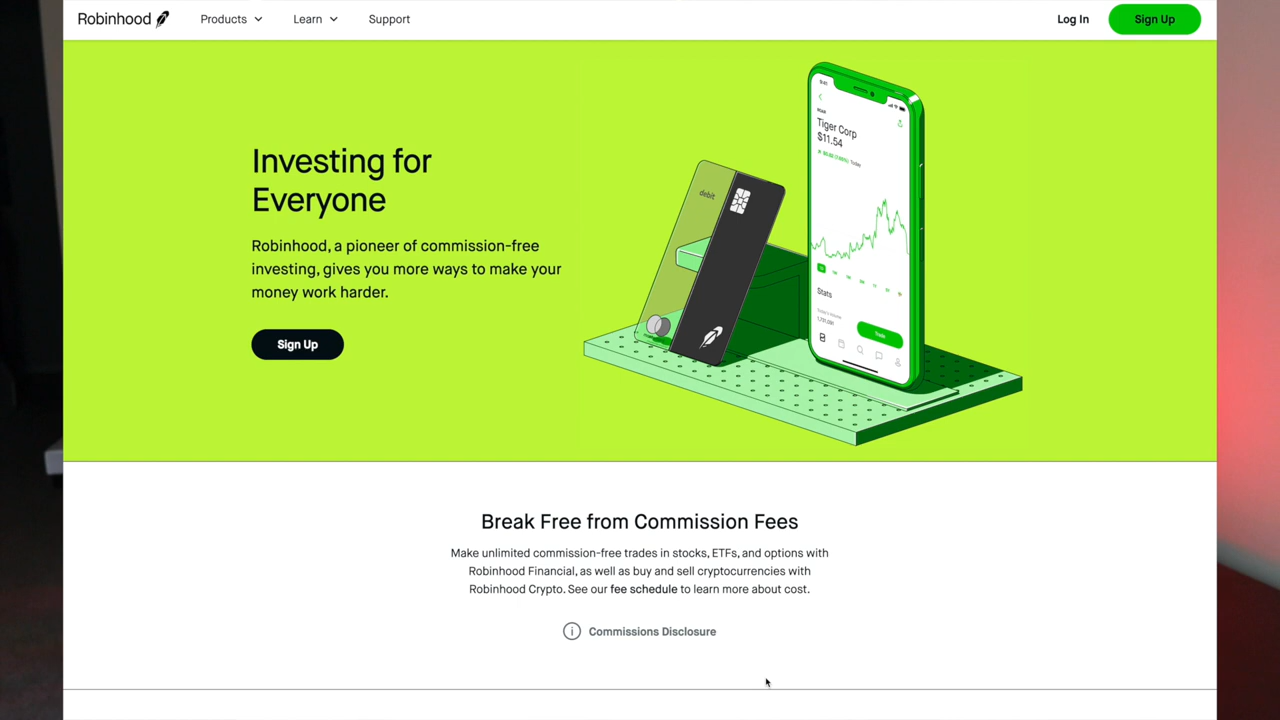 Robinhood
Products
Learn
Support
Log In
Sign Up
Investing for
Everyone
Robinhood, a pioneer of commission-free
investing, gives you more ways to make your
money work harder.
Sign Up
debit
Tiger Corp
$11.54
Today
Stats
Trade
Break Free from Commission Fees
Make unlimited commission-free trades in stocks, ETFs, and options with
Robinhood Financial, as well as buy and sell cryptocurrencies with
Robinhood Crypto. See our fee schedule to learn more about cost.
Commissions Disclosure